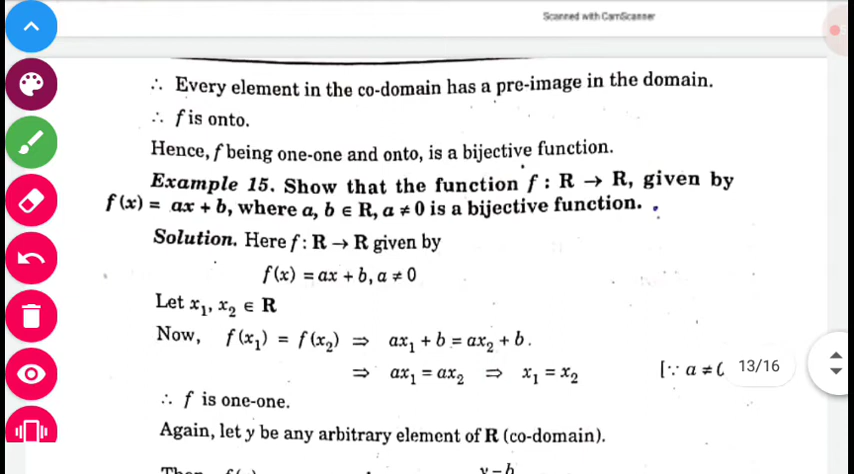 Scanned with CamScanner
∴ Every element in the co-domain has a pre-image in the domain.
∴ f is onto.
Hence, f being one-one and onto, is a bijective function.
Example 15. Show that the function f : R → R, given by
f (x) = ax + b, where a, b ∈ R, a ≠ 0 is a bijective function.
Solution. Here f : R → R given by
f(x) = ax + b, a ≠ 0
Let x₁, x₂ ∈ R
Now, f(x₁) = f(x₂) ⇒ ax₁ + b = ax₂ + b.
⇒ ax₁ = ax₂ ⇒ x₁ = x₂ [∵ a ≠
13/16
∴ f is one-one.
Again, let y be any arbitrary element of R (co-domain).
y – b